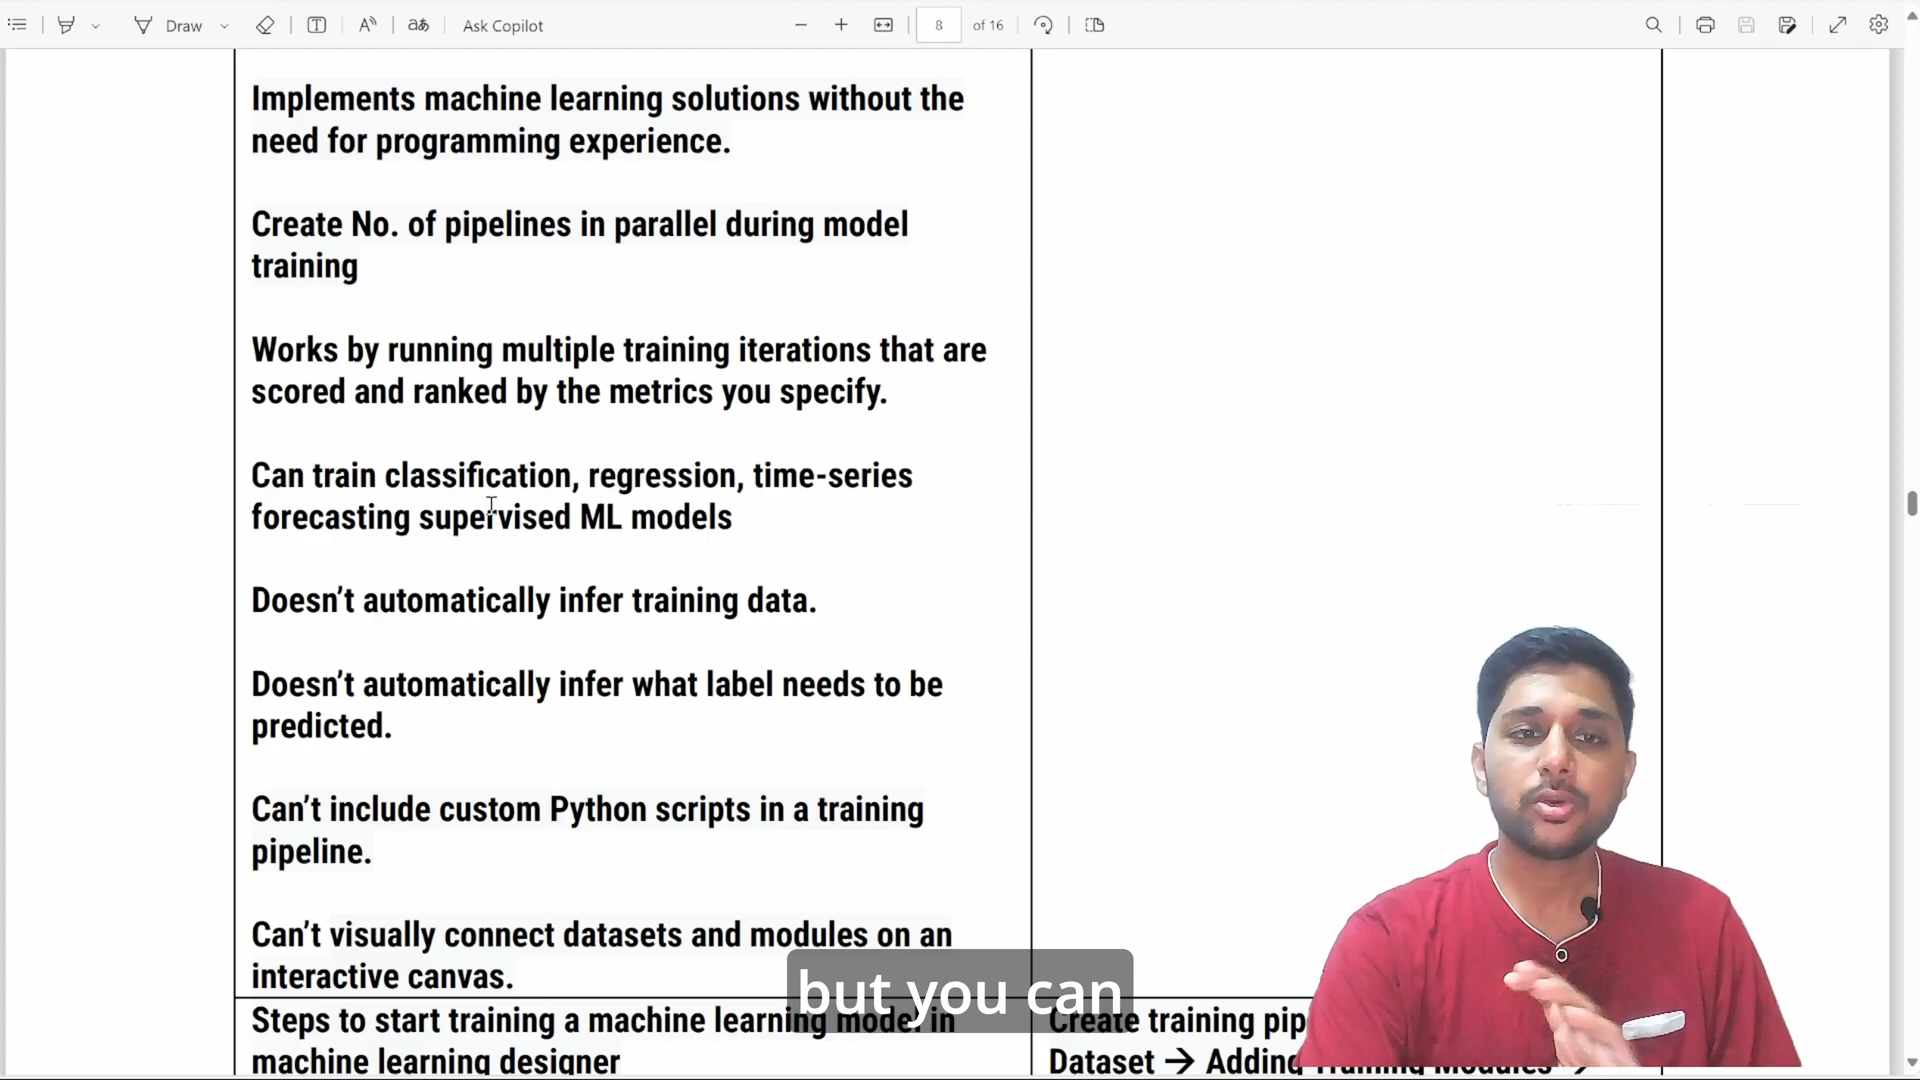 Draw
Ask Copilot
8
of 16
Implements machine learning solutions without the
need for programming experience.
Create No. of pipelines in parallel during model
training
Works by running multiple training iterations that are
scored and ranked by the metrics you specify.
Can train classification, regression, time-series
forecasting supervised ML models
Doesn’t automatically infer training data.
Doesn’t automatically infer what label needs to be
predicted.
Can’t include custom Python scripts in a training
pipeline.
Can’t visually connect datasets and modules on an
interactive canvas.
but you can
Steps to start training a machine learning model in
machine learning designer
Create training pip
Dataset → Adding Training Modules →